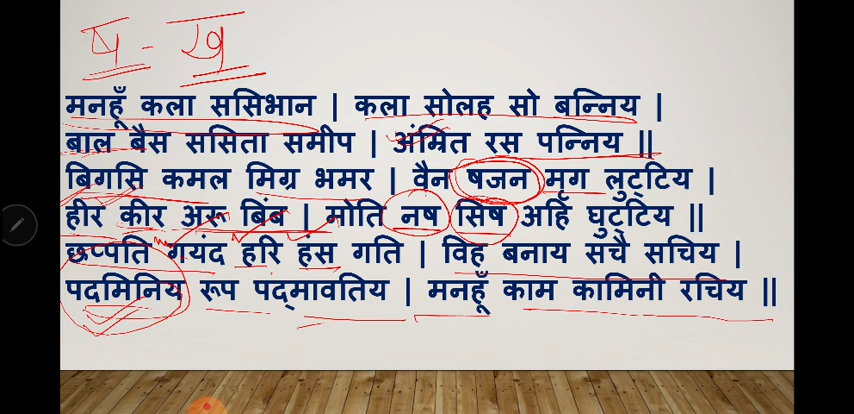 ष - ख
मनहूँ कला ससिभान | कला सोलह सो बन्निय |
बाल बैस ससिता समीप | अंम्रित रस पन्निय ||
बिगसि कमल मिग्र भमर | वैन षजन मृग लुट्टिय |
हीर कीर अरू बिंब | मोति नष सिष अहि घुट्टिय ||
छप्पति गयंद हरि हंस गति | विह बनाय सचै सचिय |
पदमिनिय रूप पद्मावतिय | मनहूँ काम कामिनी रचिय ||